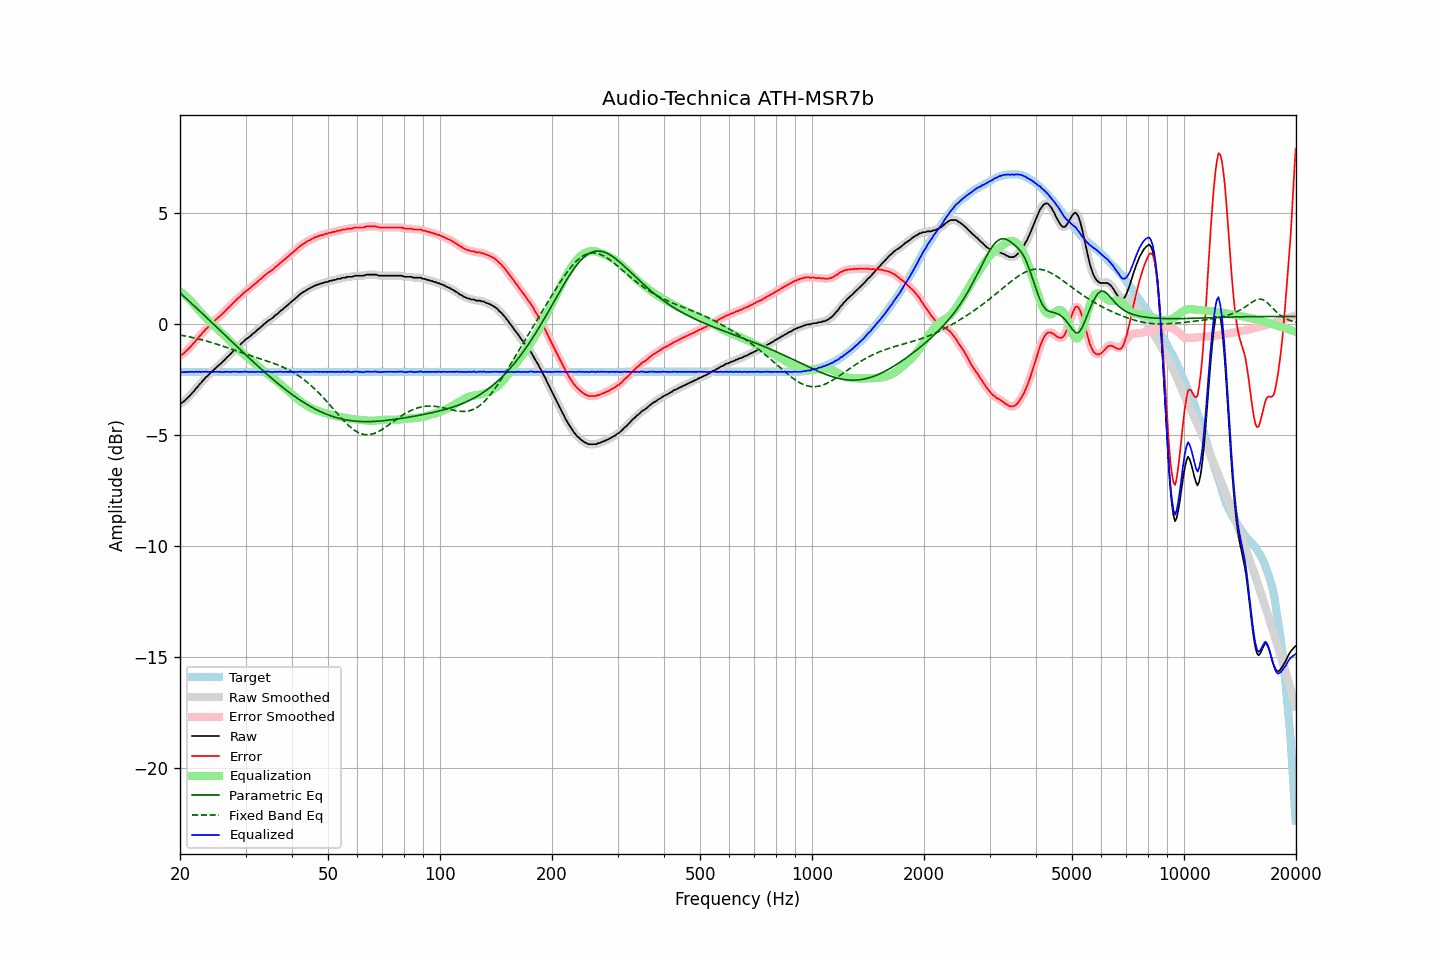 Audio-Technica ATH-MSR7b
Amplitude (dBr)
5
0
−5
−10
−15
−20
Target
Raw Smoothed
Error Smoothed
Raw
Error
Equalization
Parametric Eq
Fixed Band Eq
Equalized
20 50 100 200 500 1000 2000 5000 10000 20000
Frequency (Hz)